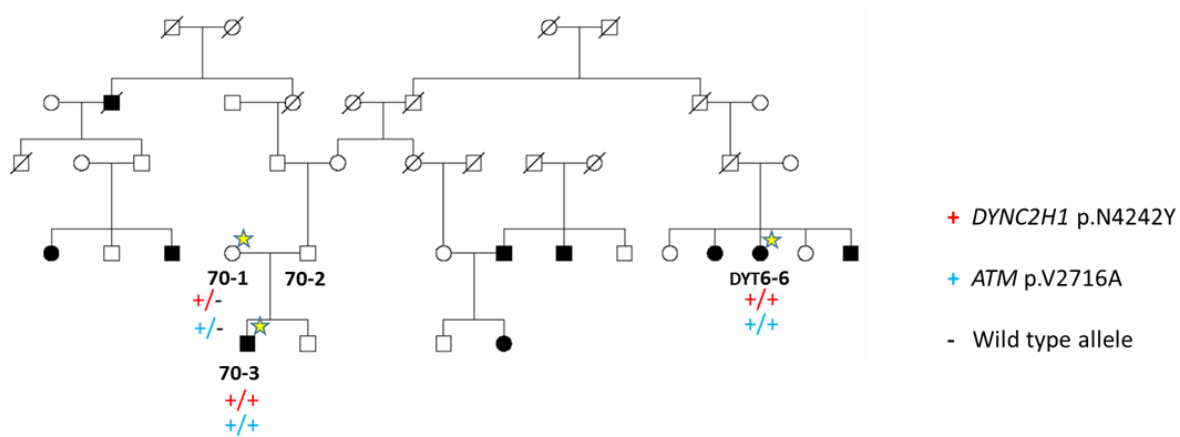 70-1 70-2 DYT6-6
+/- +/+
+/- +/+
70-3
+/+
+/+
+ DYNC2H1 p.N4242Y
+ ATM p.V2716A
- Wild type allele